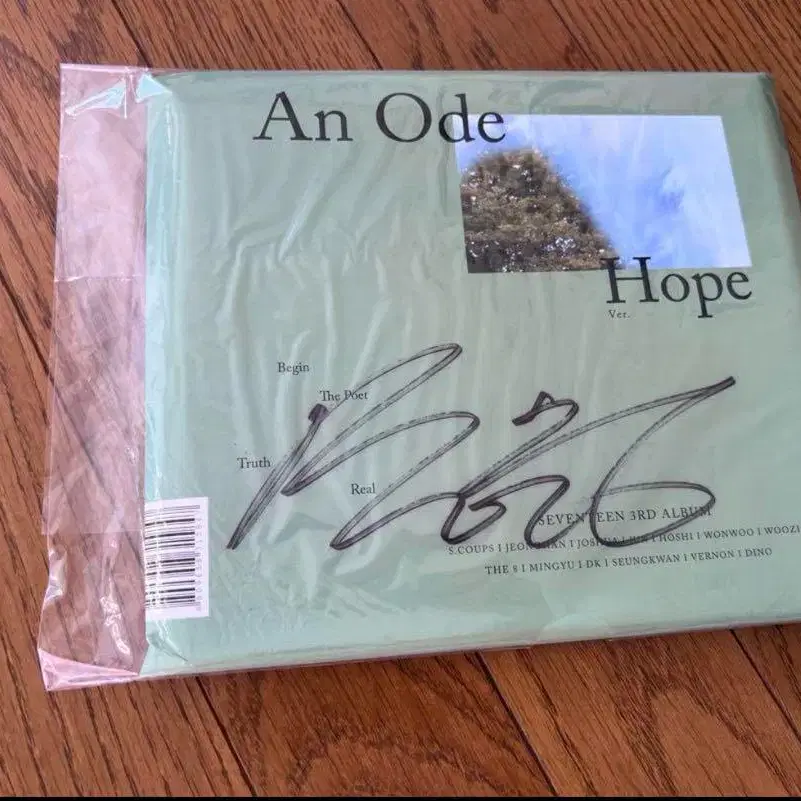 An Ode
Hope
Ver.
Begin
The Poet
Truth
Real
SEVENTEEN 3RD ALBUM
S.COUPS I JEONGHAN I JOSHUA I JUN I HOSHI I WONWOO I WOOZI
THE 8 I MINGYU I DK I SEUNGKWAN I VERNON I DINO